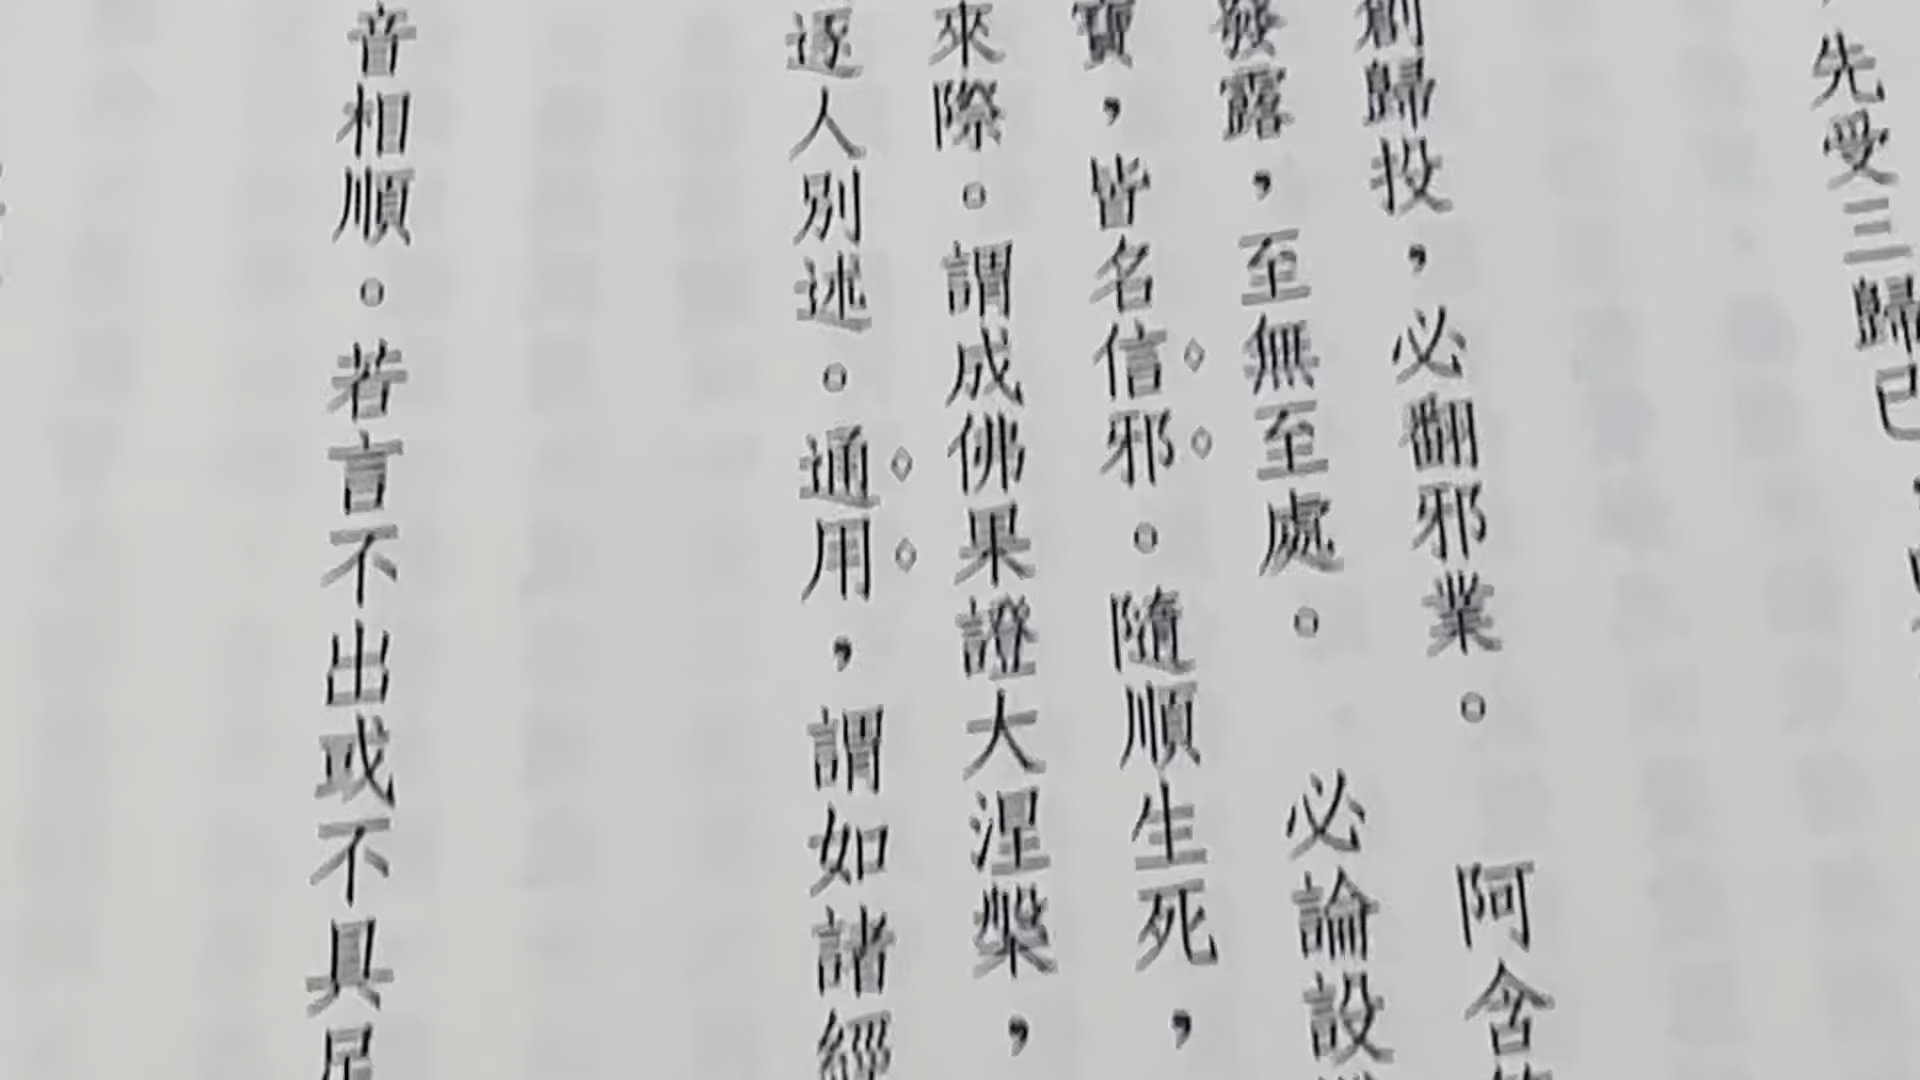 先受三歸已
創歸投，必翻邪業。　阿含
發露，至無至處。　必論設
寶，皆名信邪。隨順生死，
來際。謂成佛果證大涅槃，
逐人別述。通用，謂如諸經
音相順。若言不出或不具足